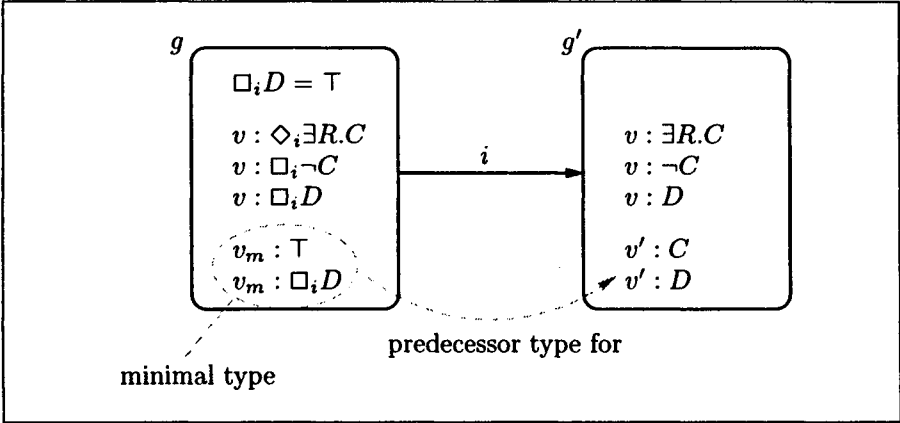 g
□ᵢD = ⊤
v : ◇ᵢ∃R.C
v : □ᵢ¬C
v : □ᵢD
vₘ : ⊤
vₘ : □ᵢD
minimal type
i
predecessor type for
g′
v : ∃R.C
v : ¬C
v : D
v′ : C
v′ : D